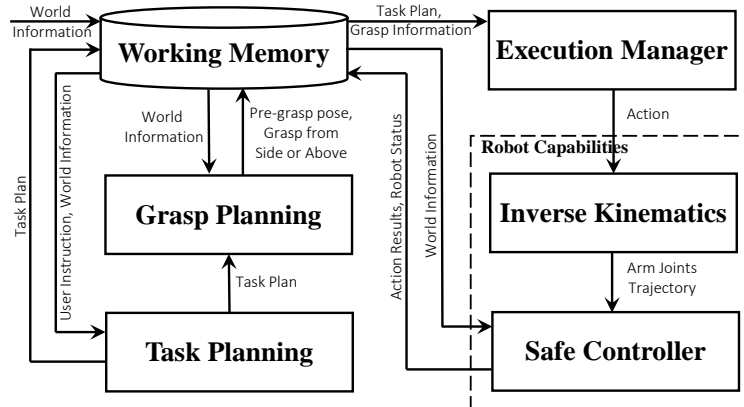 World
Information
Working Memory
Task Plan,
Grasp Information
Execution Manager
World
Information
Pre-grasp pose,
Grasp from
Side or Above
Action
Robot Capabilities
Task Plan
User Instruction, World Information
Action Results, Robot Status
World Information
Grasp Planning
Inverse Kinematics
Task Plan
Arm Joints
Trajectory
Task Planning
Safe Controller